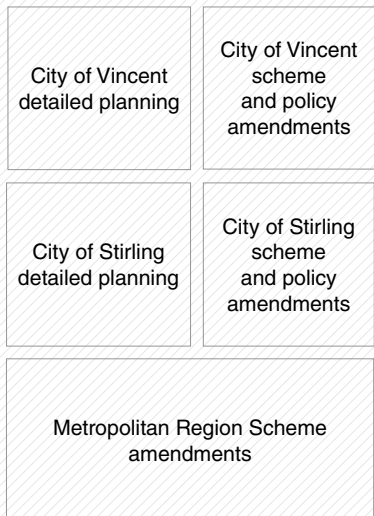 City of Vincent
detailed planning
City of Vincent
scheme
and policy
amendments
City of Stirling
detailed planning
City of Stirling
scheme
and policy
amendments
Metropolitan Region Scheme
amendments